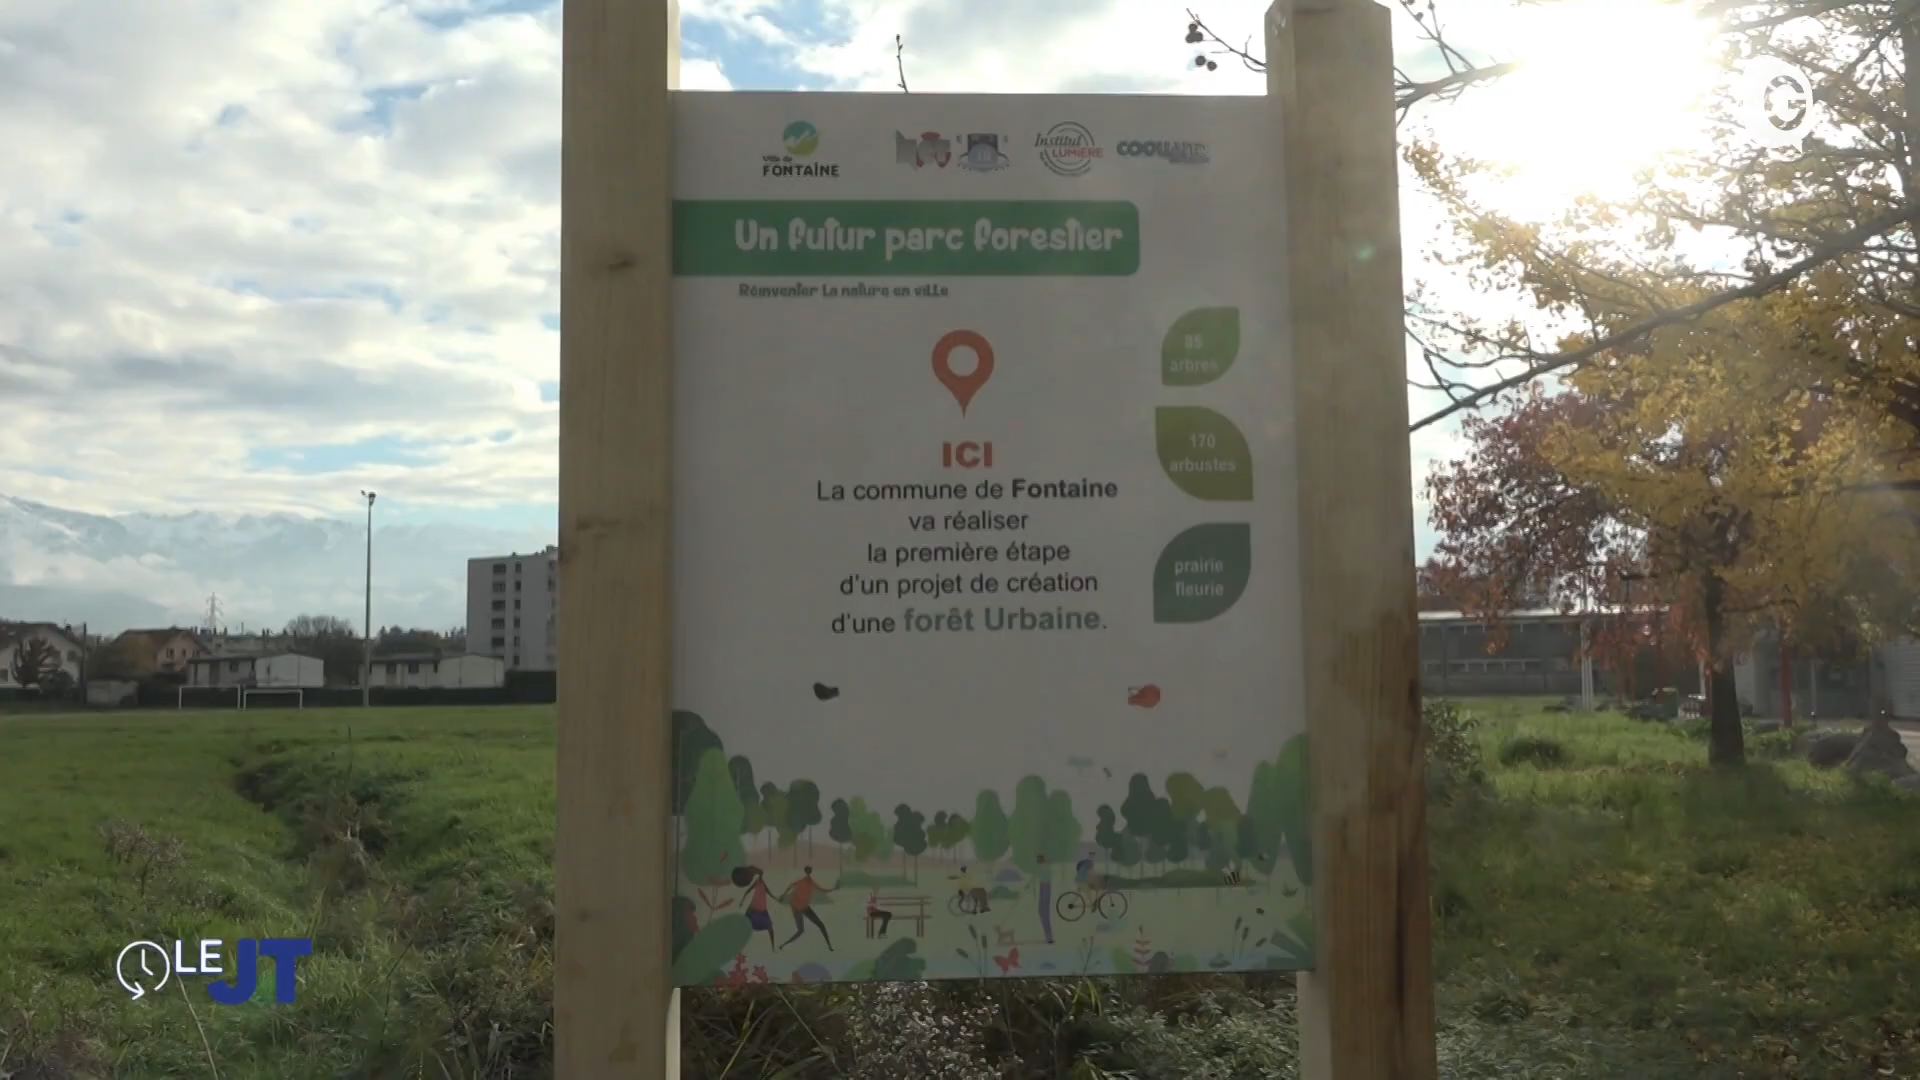 G
Ville de
FONTAINE
Institut
LUMIÈRE
Un futur parc forestier
Réinventer la nature en ville
85
arbres
ICI
170
arbustes
La commune de Fontaine
va réaliser
la première étape
d'un projet de création
d'une forêt Urbaine.
prairie
fleurie
LE JT